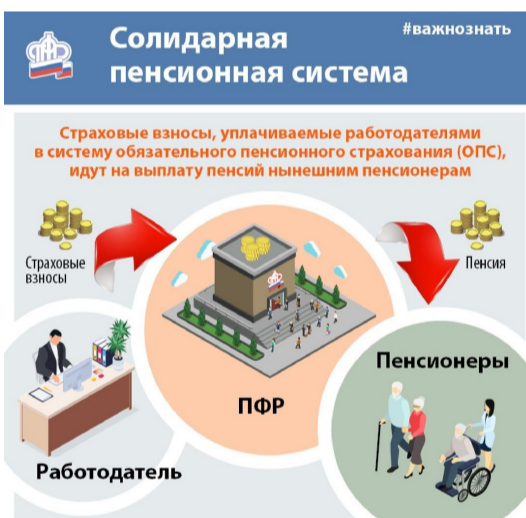 #важнознать
Солидарная
пенсионная система
Страховые взносы, уплачиваемые работодателями
в систему обязательного пенсионного страхования (ОПС),
идут на выплату пенсий нынешним пенсионерам
Страховые
взносы
Пенсия
ПФР
Пенсионеры
Работодатель